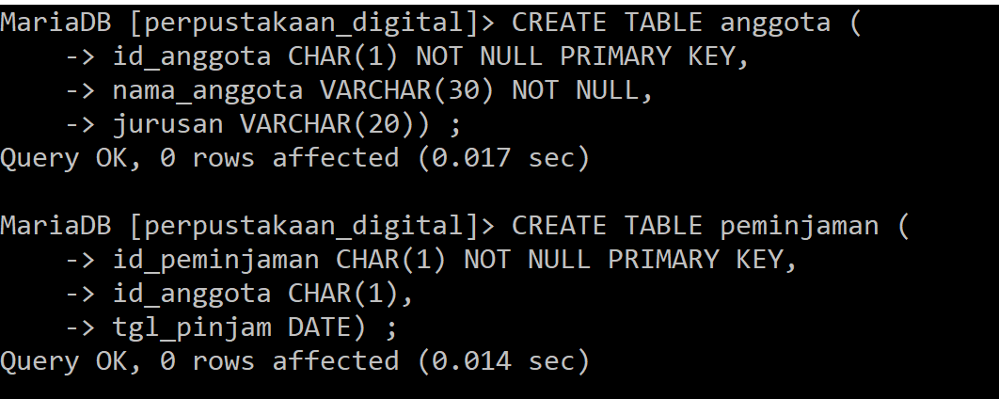 MariaDB [perpustakaan_digital]> CREATE TABLE anggota (
    -> id_anggota CHAR(1) NOT NULL PRIMARY KEY,
    -> nama_anggota VARCHAR(30) NOT NULL,
    -> jurusan VARCHAR(20)) ;
Query OK, 0 rows affected (0.017 sec)

MariaDB [perpustakaan_digital]> CREATE TABLE peminjaman (
    -> id_peminjaman CHAR(1) NOT NULL PRIMARY KEY,
    -> id_anggota CHAR(1),
    -> tgl_pinjam DATE) ;
Query OK, 0 rows affected (0.014 sec)